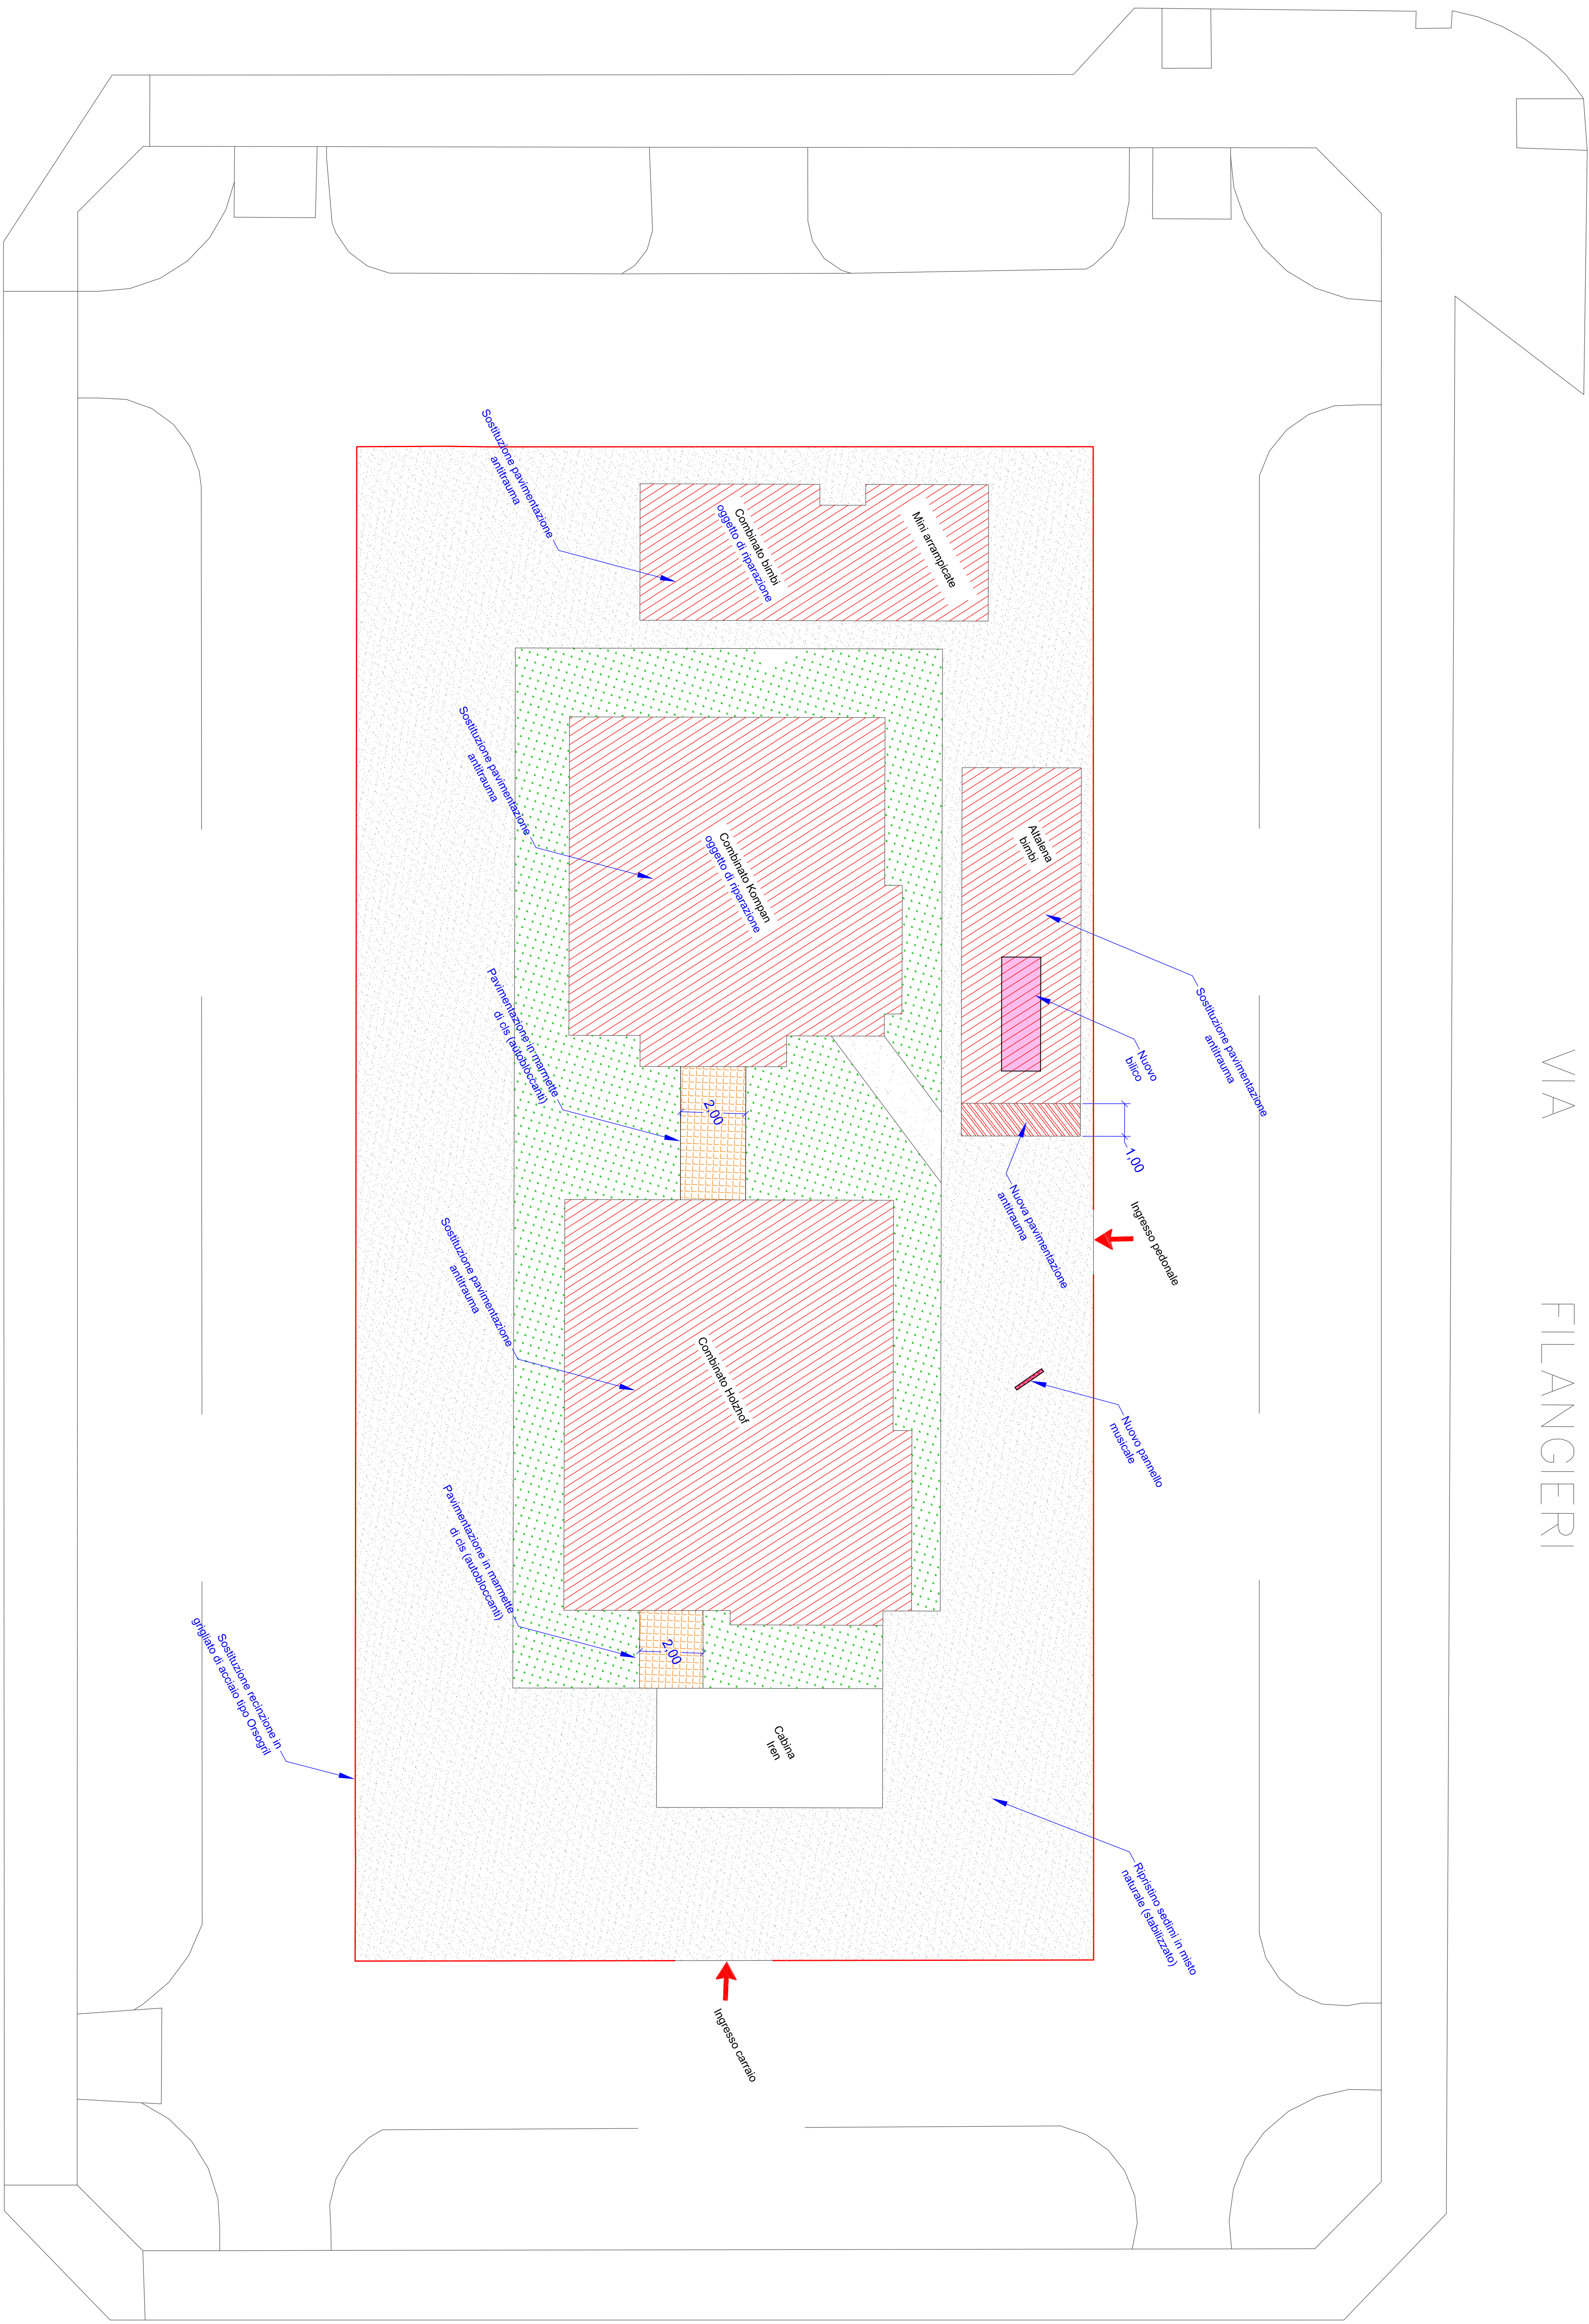 Sostituzione pavimentazione
antitrauma
Combinato bimbi
oggetto di riparazione
Mini arrampicate
Sostituzione pavimentazione
antitrauma
Combinato Kompan
oggetto di riparazione
Altalena
bimbi
Sostituzione pavimentazione
antitrauma
Nuovo
bilico
Pavimentazione in marmette
di cls (autobloccanti)
2,00
1,00
Nuova pavimentazione
antitrauma
Ingresso pedonale
VIA FILANGIERI
Sostituzione pavimentazione
antitrauma
Combinato Holzhof
Nuovo pannello
musicale
Pavimentazione in marmette
di cls (autobloccanti)
2,00
Sostituzione recinzione in
grigliato di acciaio tipo Orsogril
Cabina
Iren
Ripristino sedimi in misto
naturale (stabilizzato)
Ingresso carraio